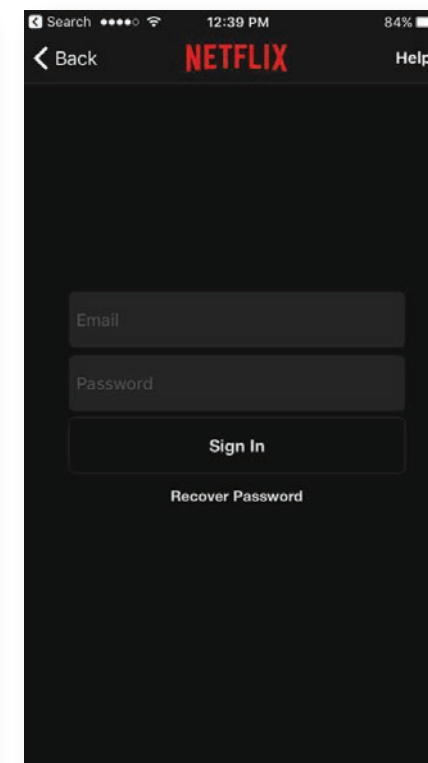 Search 12:39 PM 84%
Back NETFLIX Help
Email
Password
Sign In
Recover Password